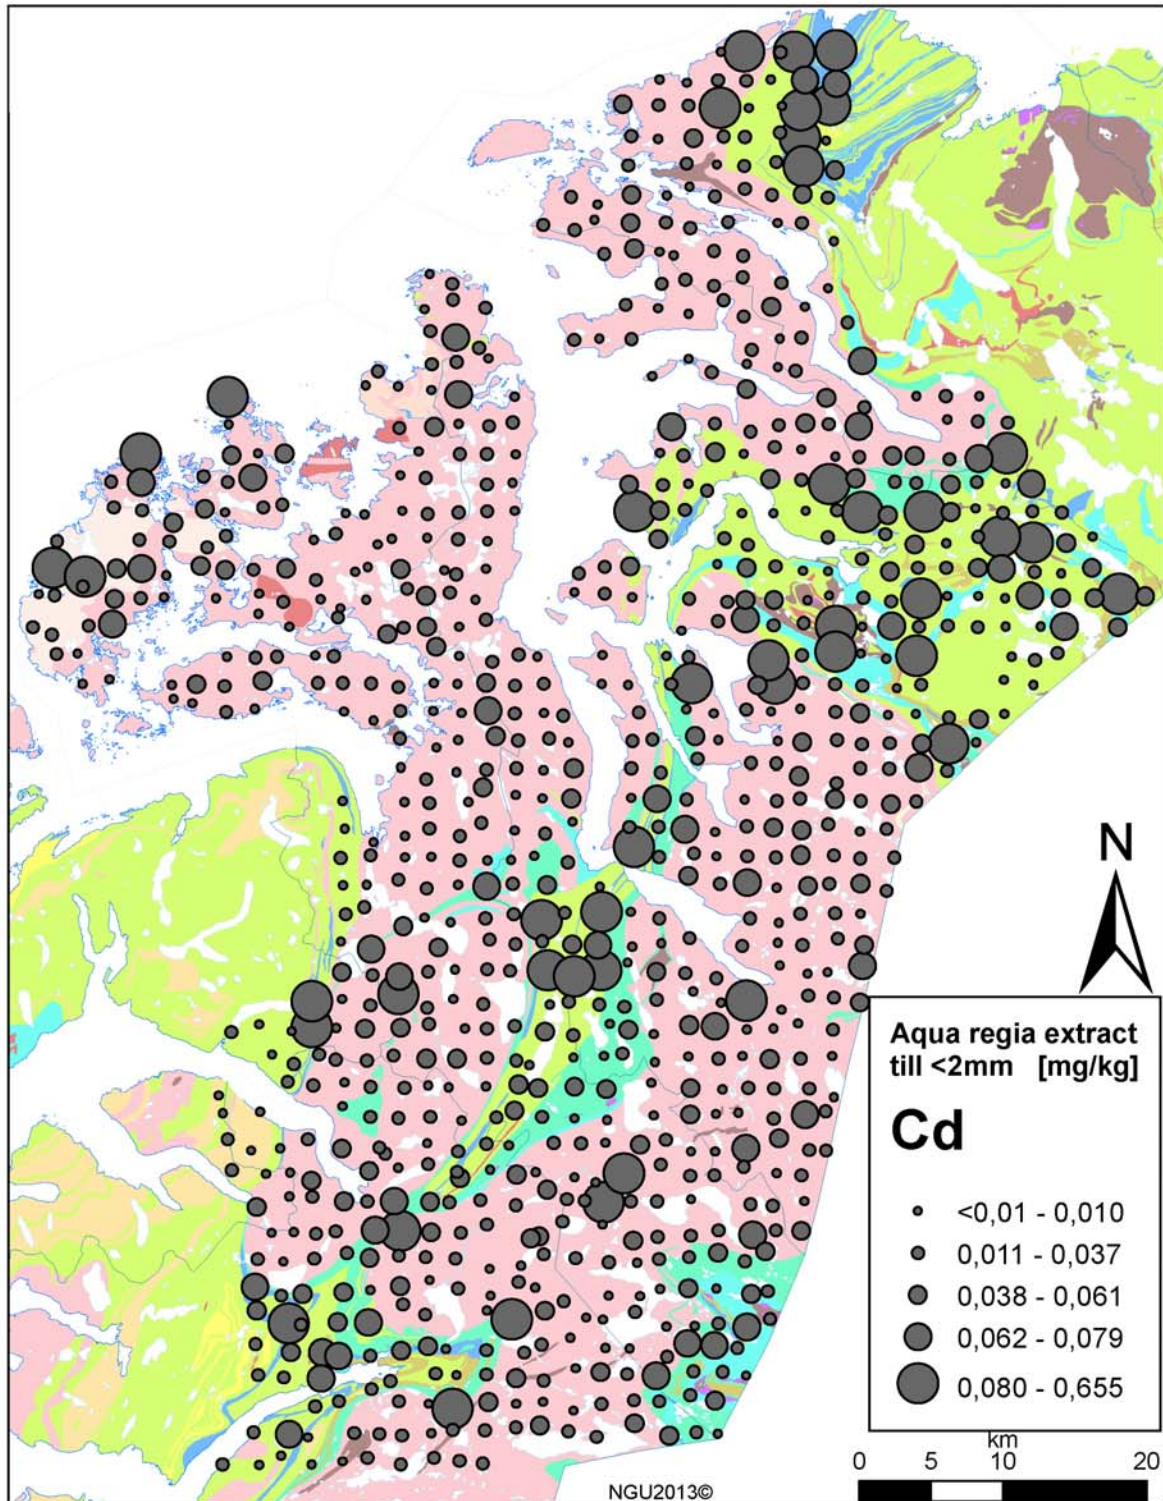 N
Aqua regia extract
till <2mm [mg/kg]
Cd
<0,01 - 0,010
0,011 - 0,037
0,038 - 0,061
0,062 - 0,079
0,080 - 0,655
km
0 5 10 20
NGU2013©